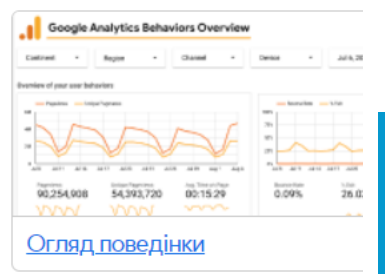 Google Analytics Behaviors Overview
Continent Region Channel Device Jul 6, 20
Overview of your user behaviors
Pageviews Unique Pageviews
Bounce Rate % Exit
Pageviews Unique Pageviews Avg. Time on Page Bounce Rate % Exit
90,254,908 54,393,720 00:15:29 0.09% 26.0
Огляд поведінки